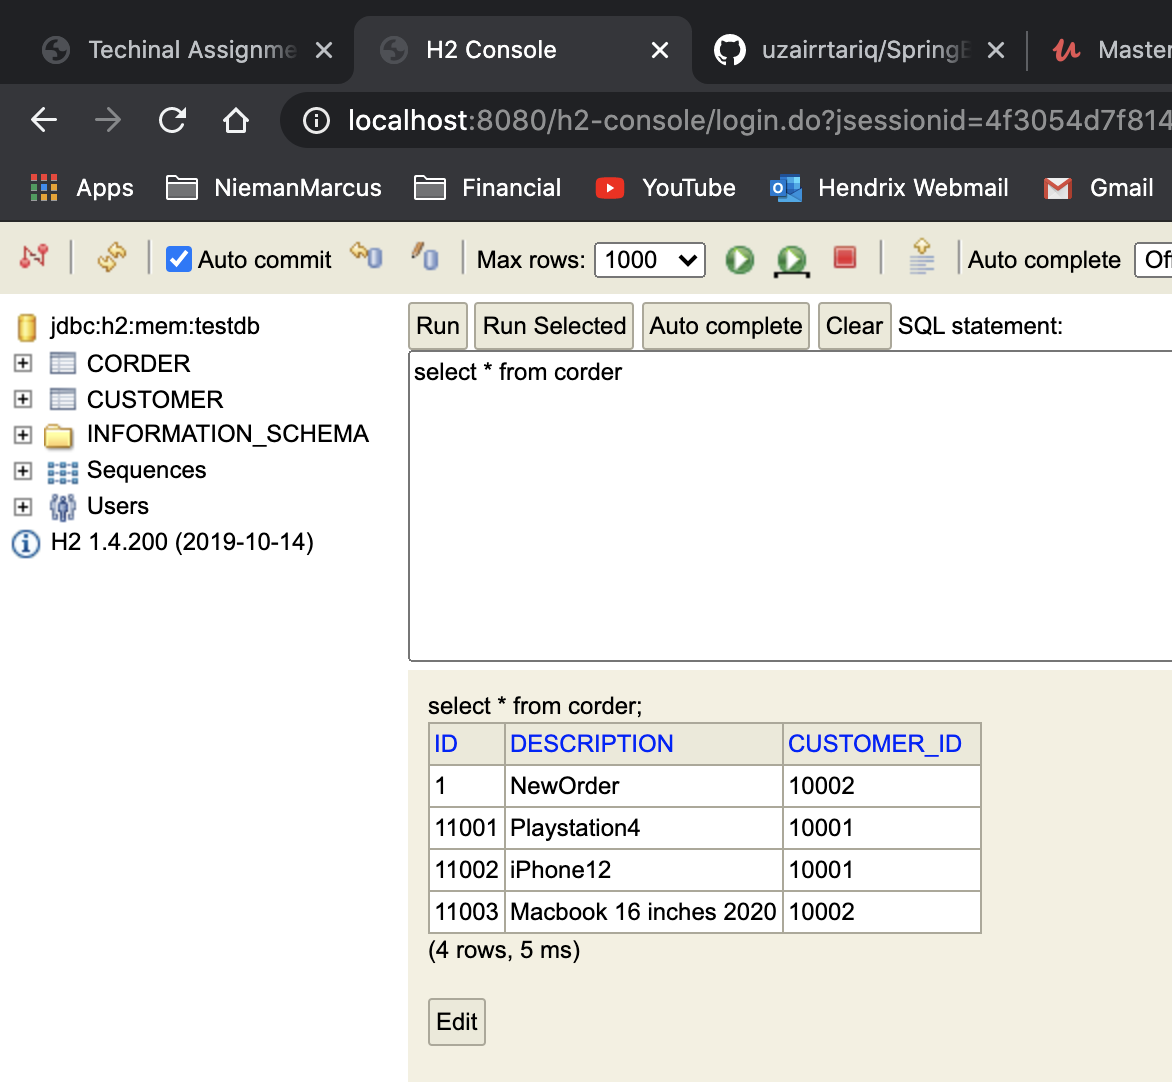 Techinal Assignme
H2 Console
uzairrtariq/SpringB
Master
localhost:8080/h2-console/login.do?jsessionid=4f3054d7f814
Apps NiemanMarcus Financial YouTube Hendrix Webmail Gmail
Auto commit Max rows: 1000 Auto complete Of
jdbc:h2:mem:testdb
CORDER
CUSTOMER
INFORMATION_SCHEMA
Sequences
Users
H2 1.4.200 (2019-10-14)
Run Run Selected Auto complete Clear SQL statement:
select * from corder
select * from corder;
ID DESCRIPTION CUSTOMER_ID
1 NewOrder 10002
11001 Playstation4 10001
11002 iPhone12 10001
11003 Macbook 16 inches 2020 10002
(4 rows, 5 ms)
Edit